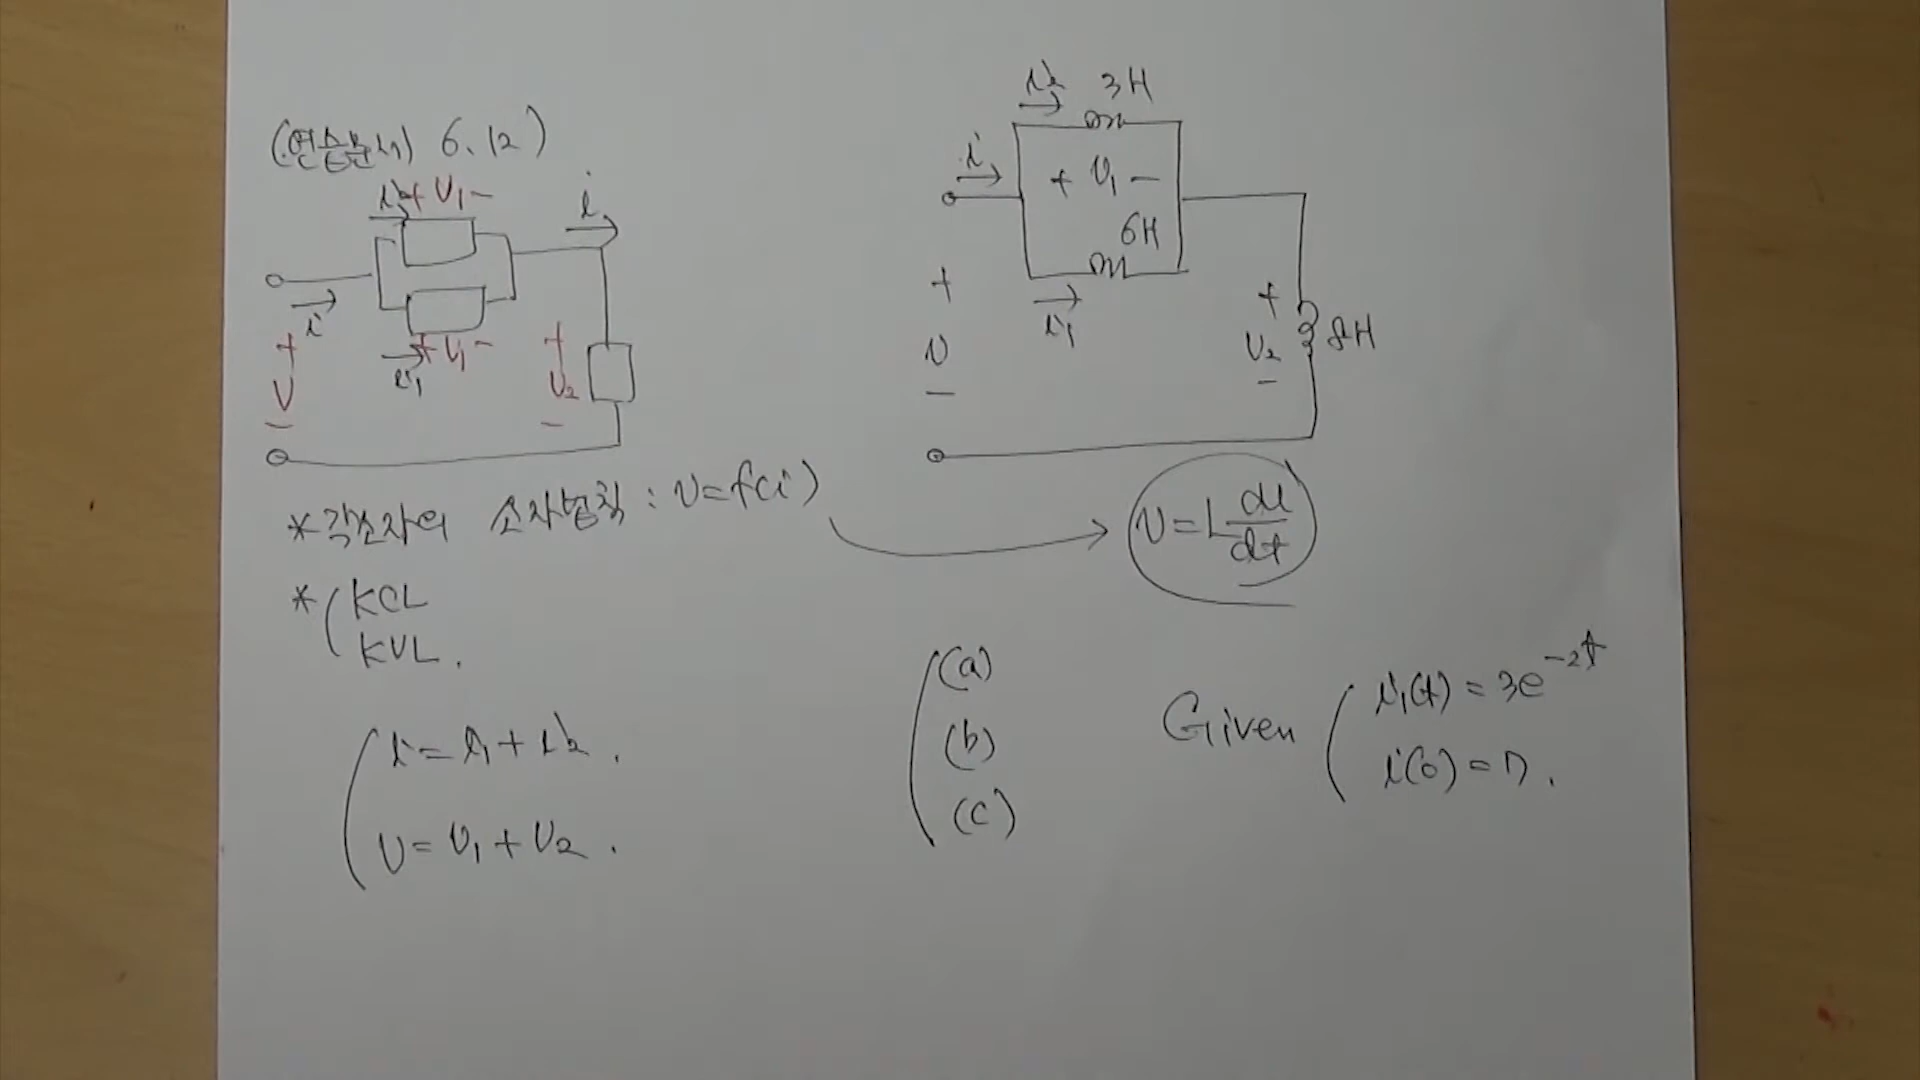 (연습문제 6.12)
i₂ + V₁ -
i
i
+ V₁ -
i₁
+
V
-
+
V₂
-
i₂ 3H
i
+ V₁ -
6H
i₁
+
V
-
+
V₂
-
8H
* 각소자의 소자법칙 : V=f(i)
V=L di/dt
* ( KCL
KVL .
i = i₁ + i₂ .
V = V₁ + V₂ .
(a)
(b)
(c)
Given
i₁(t) = 3e^-2t
i(0) = 7 .